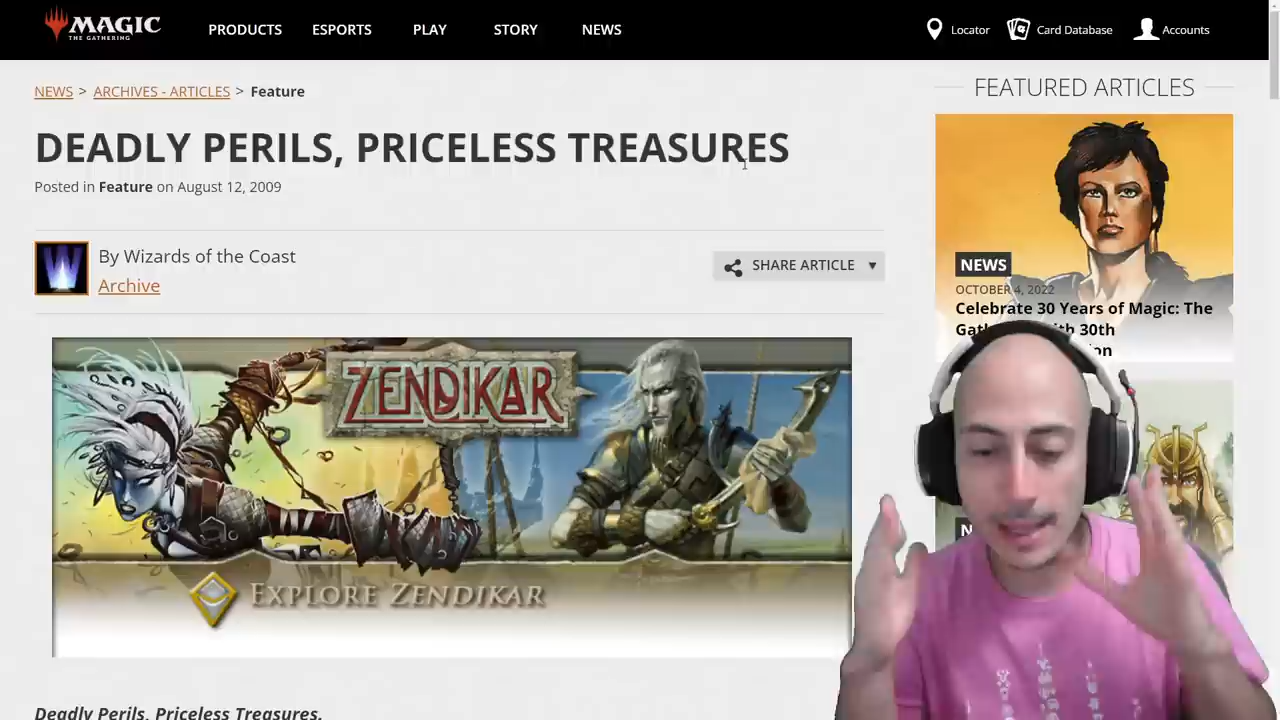 MAGIC
THE GATHERING
PRODUCTS
ESPORTS
PLAY
STORY
NEWS
Locator
Card Database
Accounts
NEWS > ARCHIVES - ARTICLES > Feature
DEADLY PERILS, PRICELESS TREASURES
Posted in Feature on August 12, 2009
By Wizards of the Coast
Archive
SHARE ARTICLE ▼
ZENDIKAR
EXPLORE ZENDIKAR
Deadly Perils. Priceless Treasures.
FEATURED ARTICLES
NEWS
OCTOBER 4, 2022
Celebrate 30 Years of Magic: The
30th